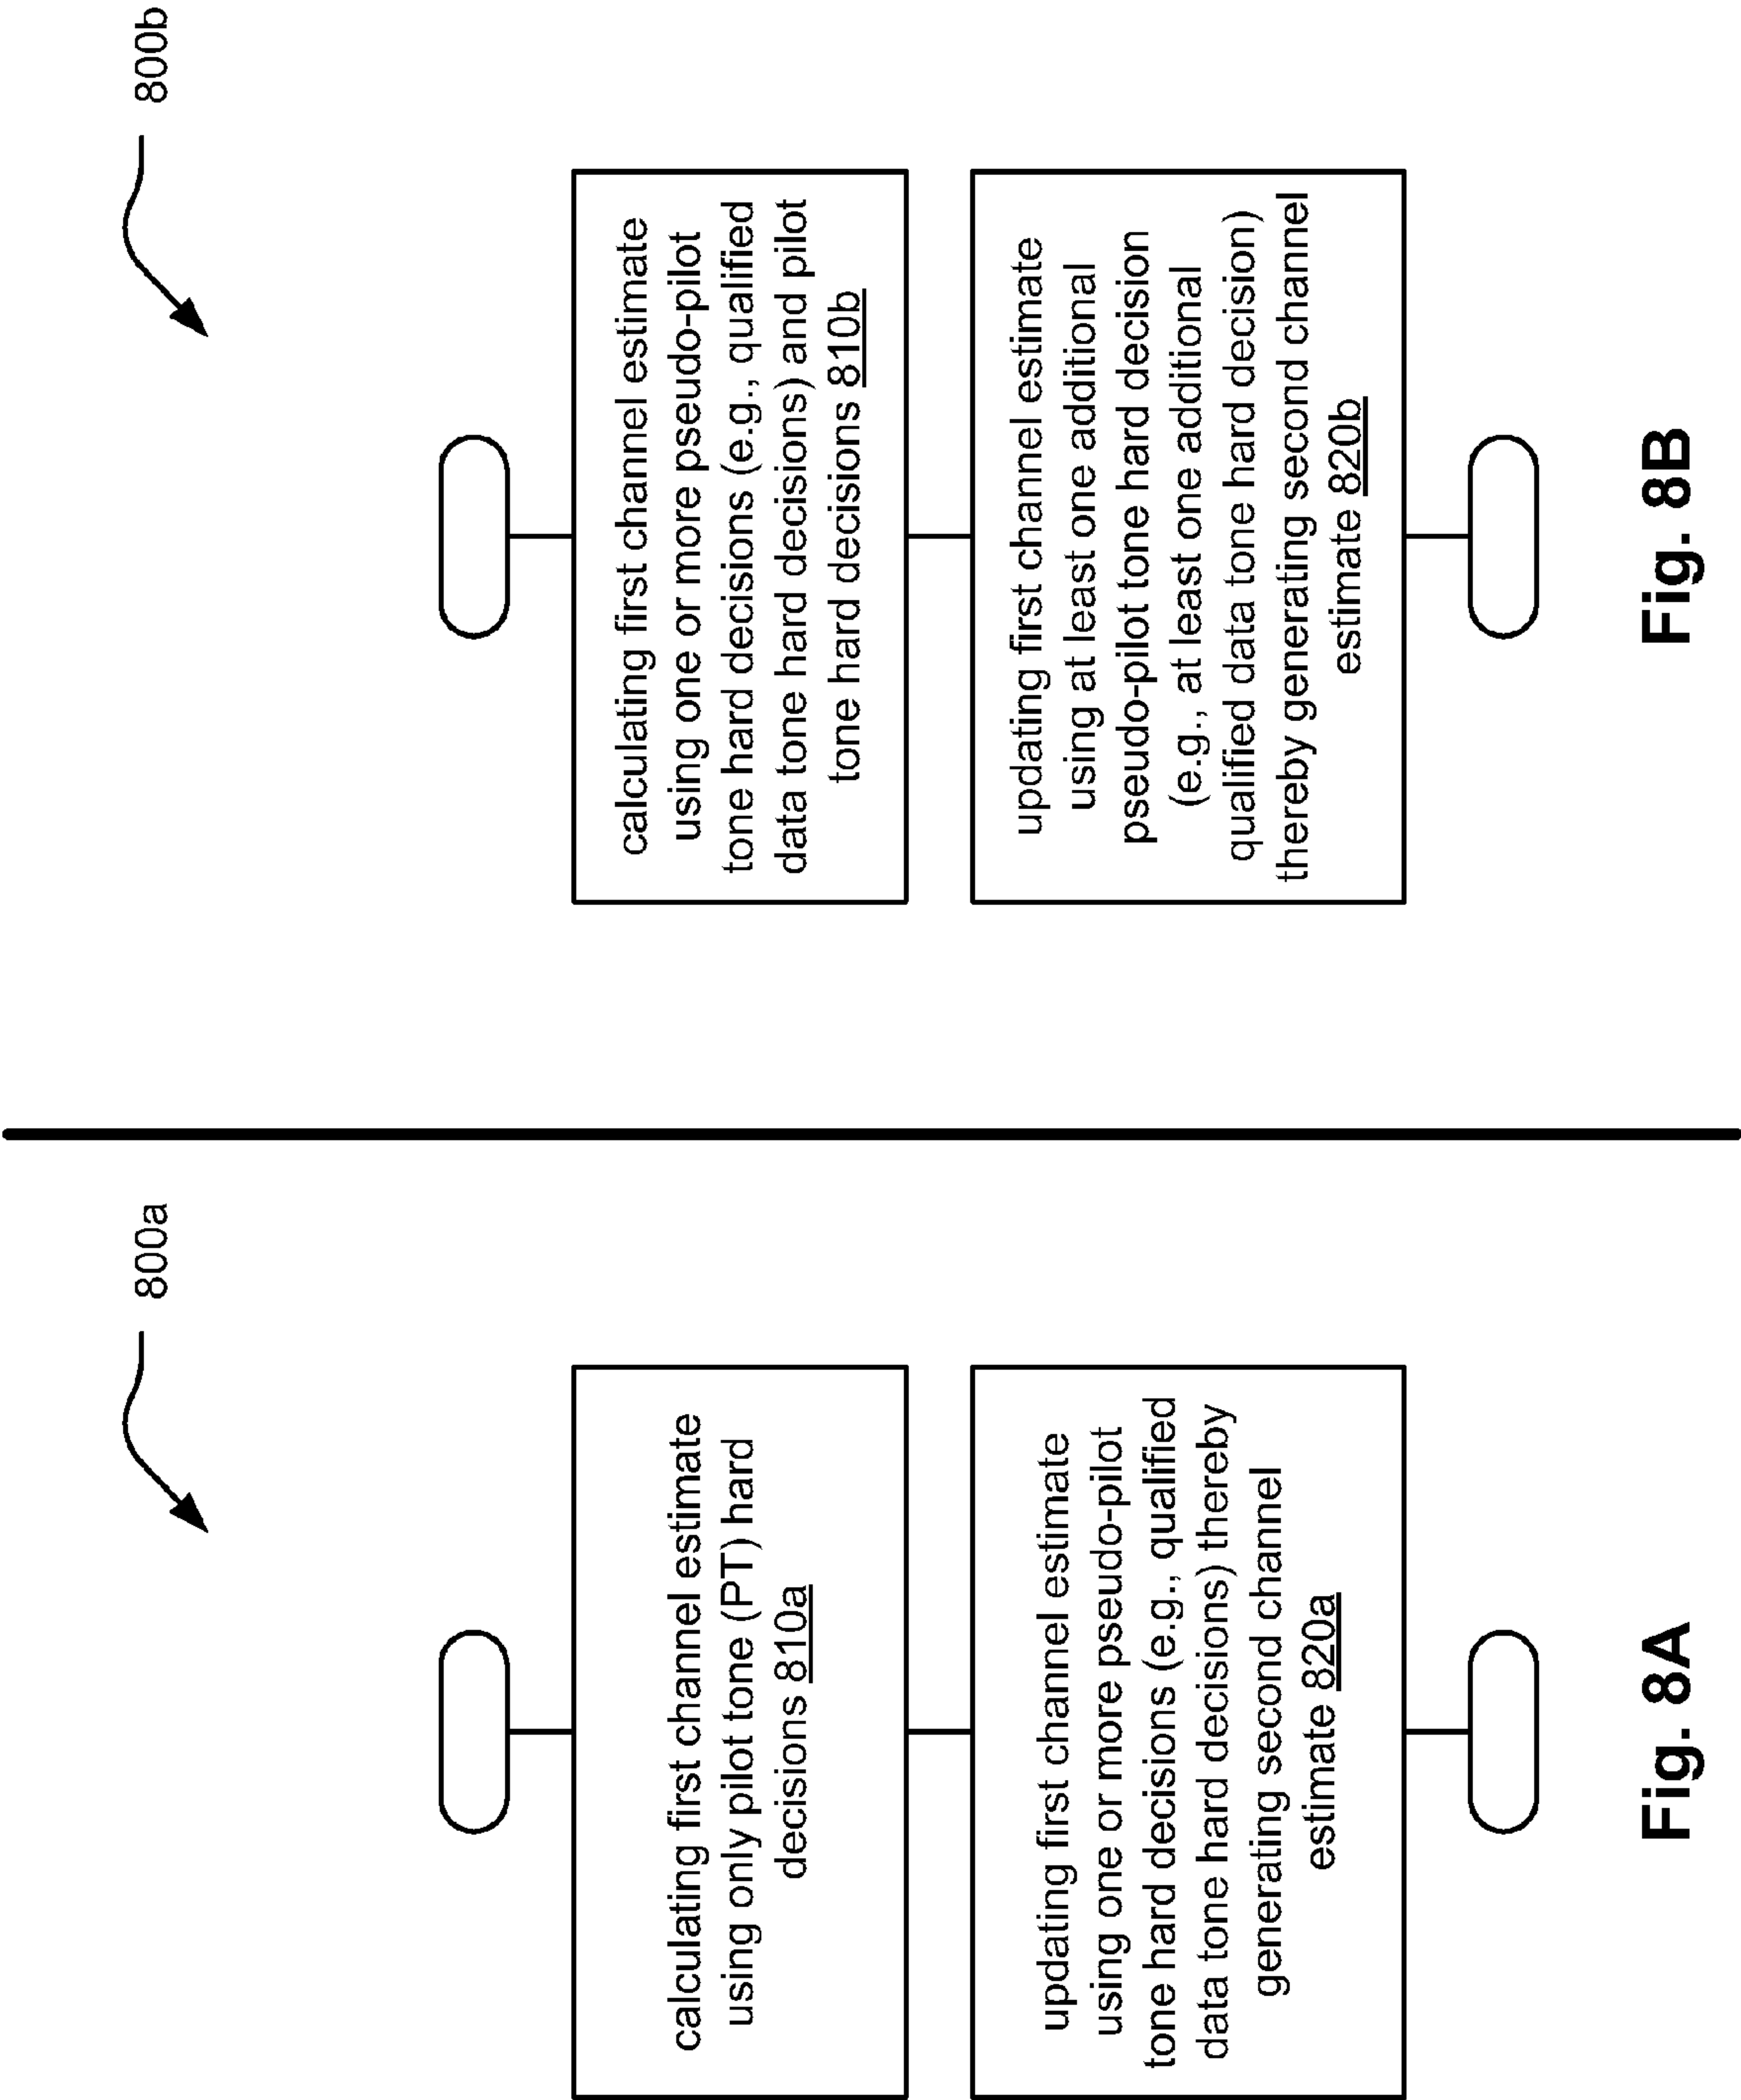 800a
calculating first channel estimate
using only pilot tone (PT) hard
decisions 810a
updating first channel estimate
using one or more pseudo-pilot
tone hard decisions (e.g., qualified
data tone hard decisions) thereby
generating second channel
estimate 820a
Fig. 8A
800b
calculating first channel estimate
using one or more pseudo-pilot
tone hard decisions (e.g., qualified
data tone hard decisions) and pilot
tone hard decisions 810b
updating first channel estimate
using at least one additional
pseudo-pilot tone hard decision
(e.g., at least one additional
qualified data tone hard decision)
thereby generating second channel
estimate 820b
Fig. 8B